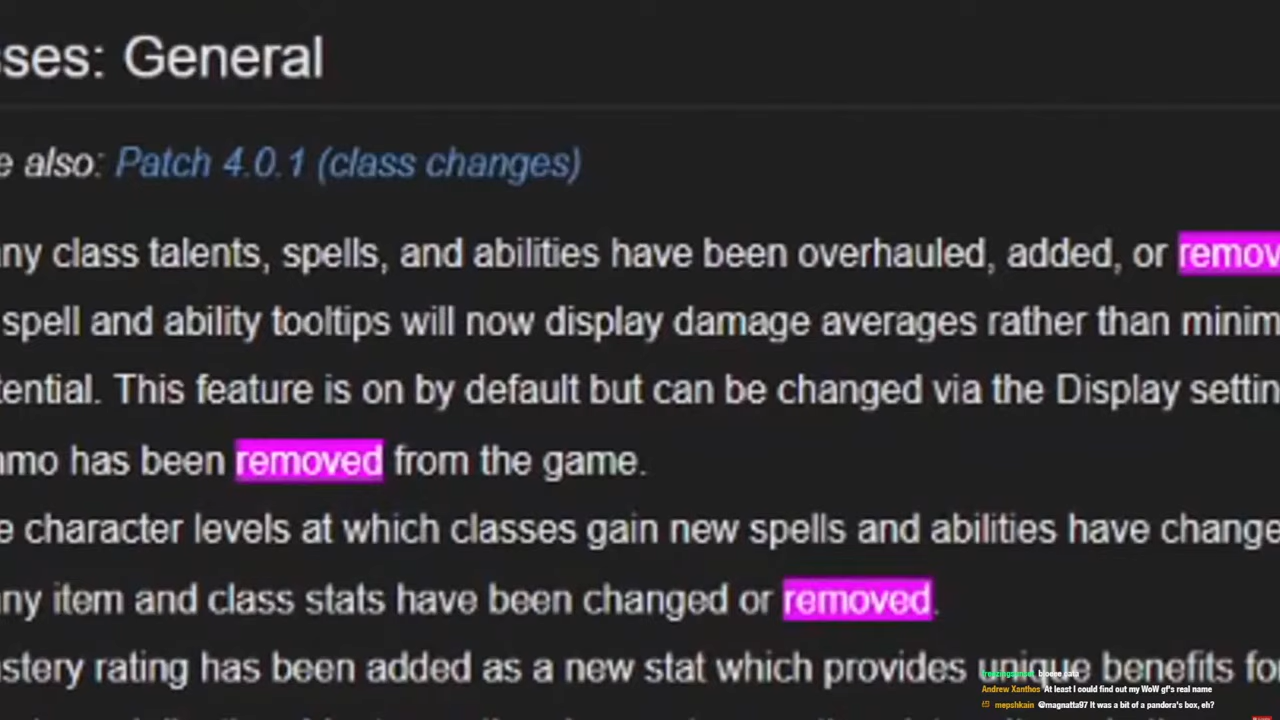 sses: General
e also: Patch 4.0.1 (class changes)
ny class talents, spells, and abilities have been overhauled, added, or remov
spell and ability tooltips will now display damage averages rather than minim
tential. This feature is on by default but can be changed via the Display settin
mmo has been removed from the game.
e character levels at which classes gain new spells and abilities have change
ny item and class stats have been changed or removed.
stery rating has been added as a new stat which provides unique benefits fo
bloeee cata
Andrew Xanthos At least I could find out my WoW gf's real name
mepshkain @magnatta97 It was a bit of a pandora's box, eh?